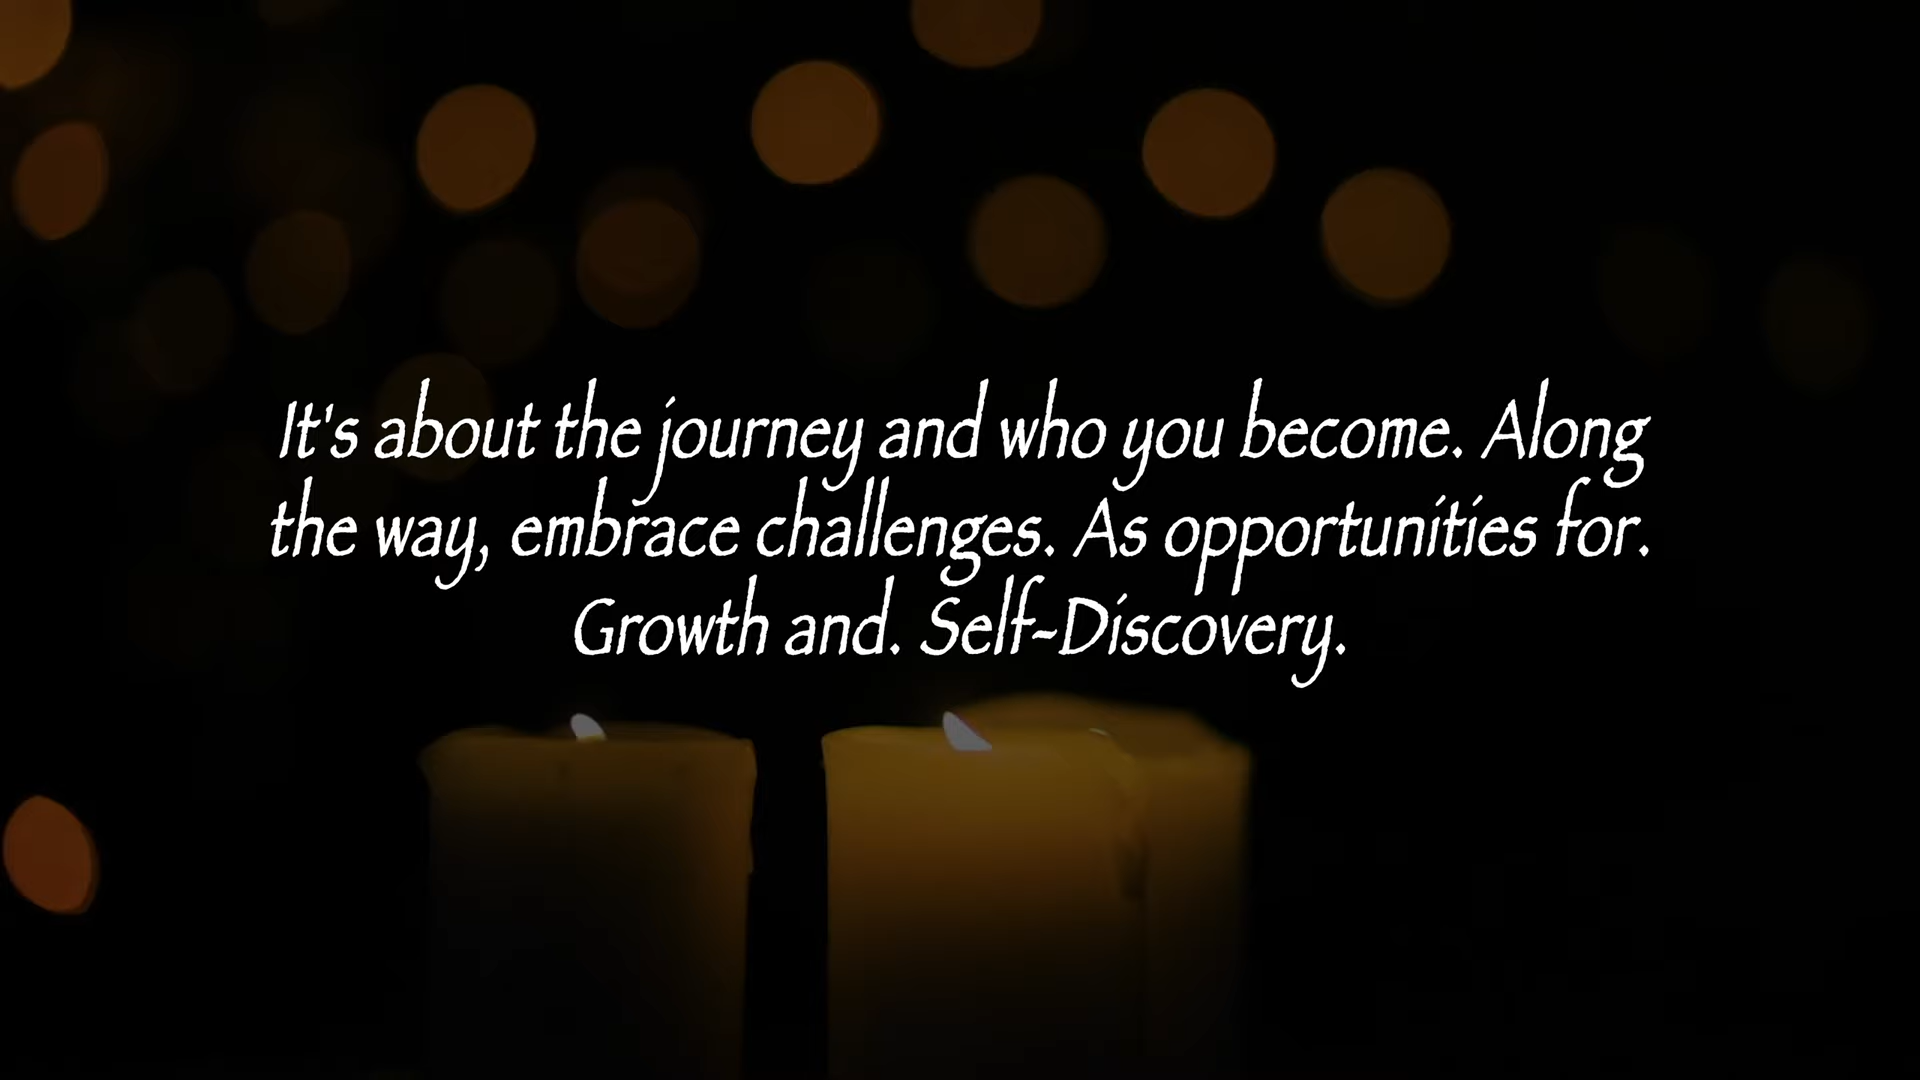 It's about the journey and who you become. Along
the way, embrace challenges. As opportunities for.
Growth and. Self-Discovery.